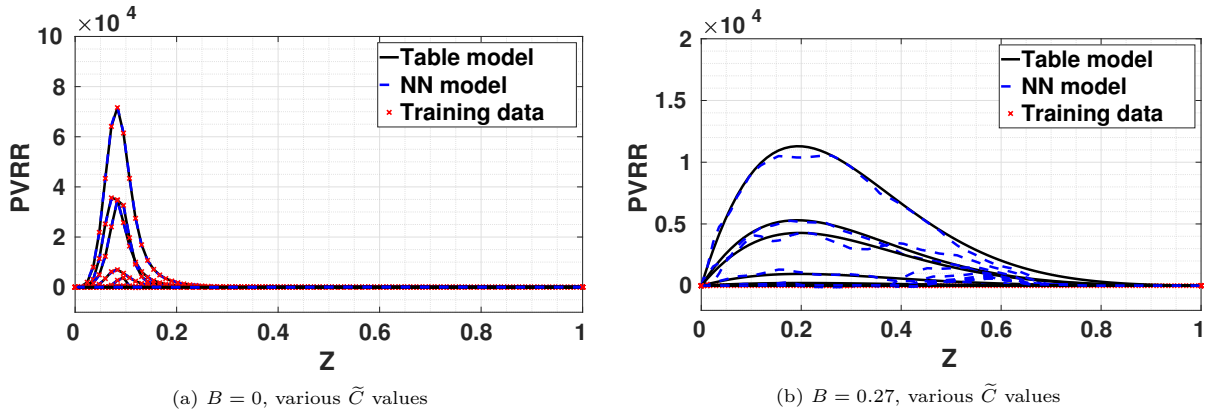 × 10⁴
10
8
6
4
2
0
PVRR
Table model
NN model
Training data
0 0.2 0.4 0.6 0.8 1
Z
(a) B = 0, various C̃ values
× 10⁴
2
1.5
1
0.5
0
PVRR
Table model
NN model
Training data
0 0.2 0.4 0.6 0.8 1
Z
(b) B = 0.27, various C̃ values